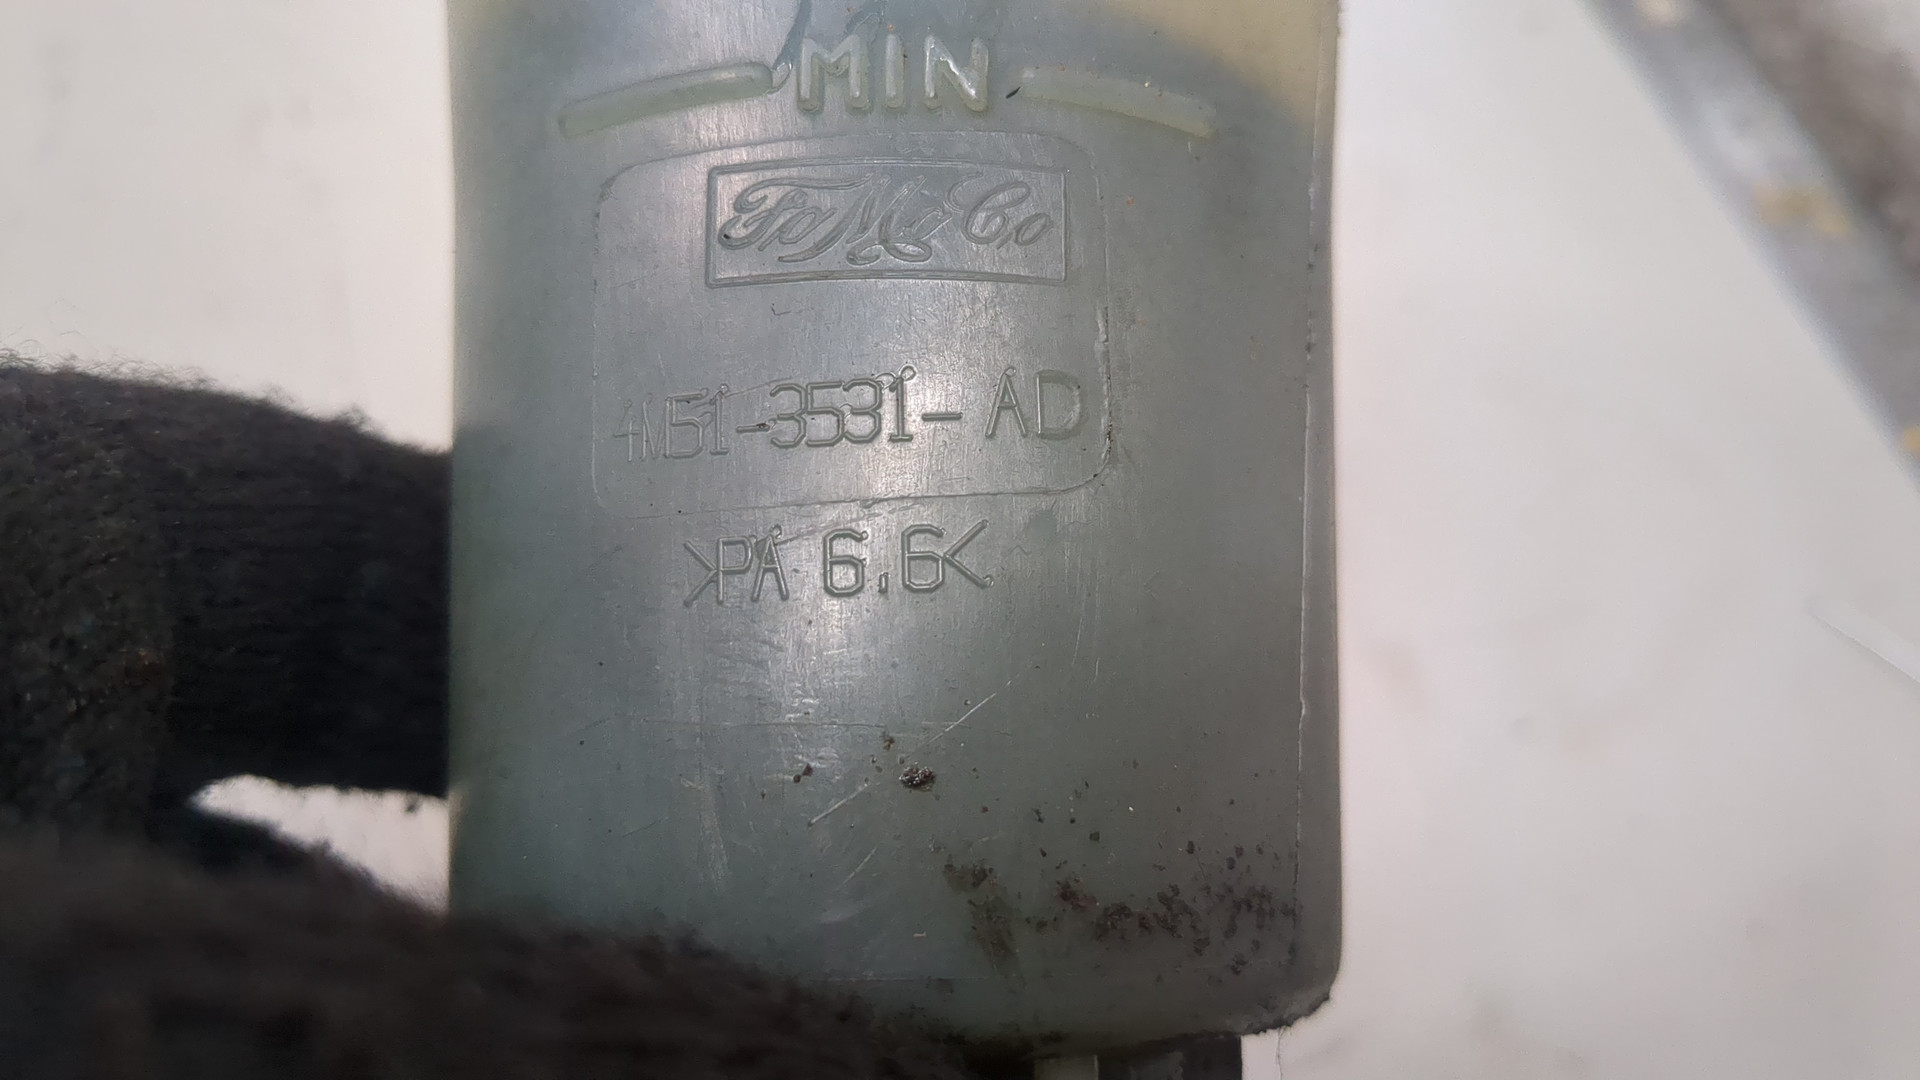 MIN
FoMoCo
4M51-3531-AD
>PA 6.6<